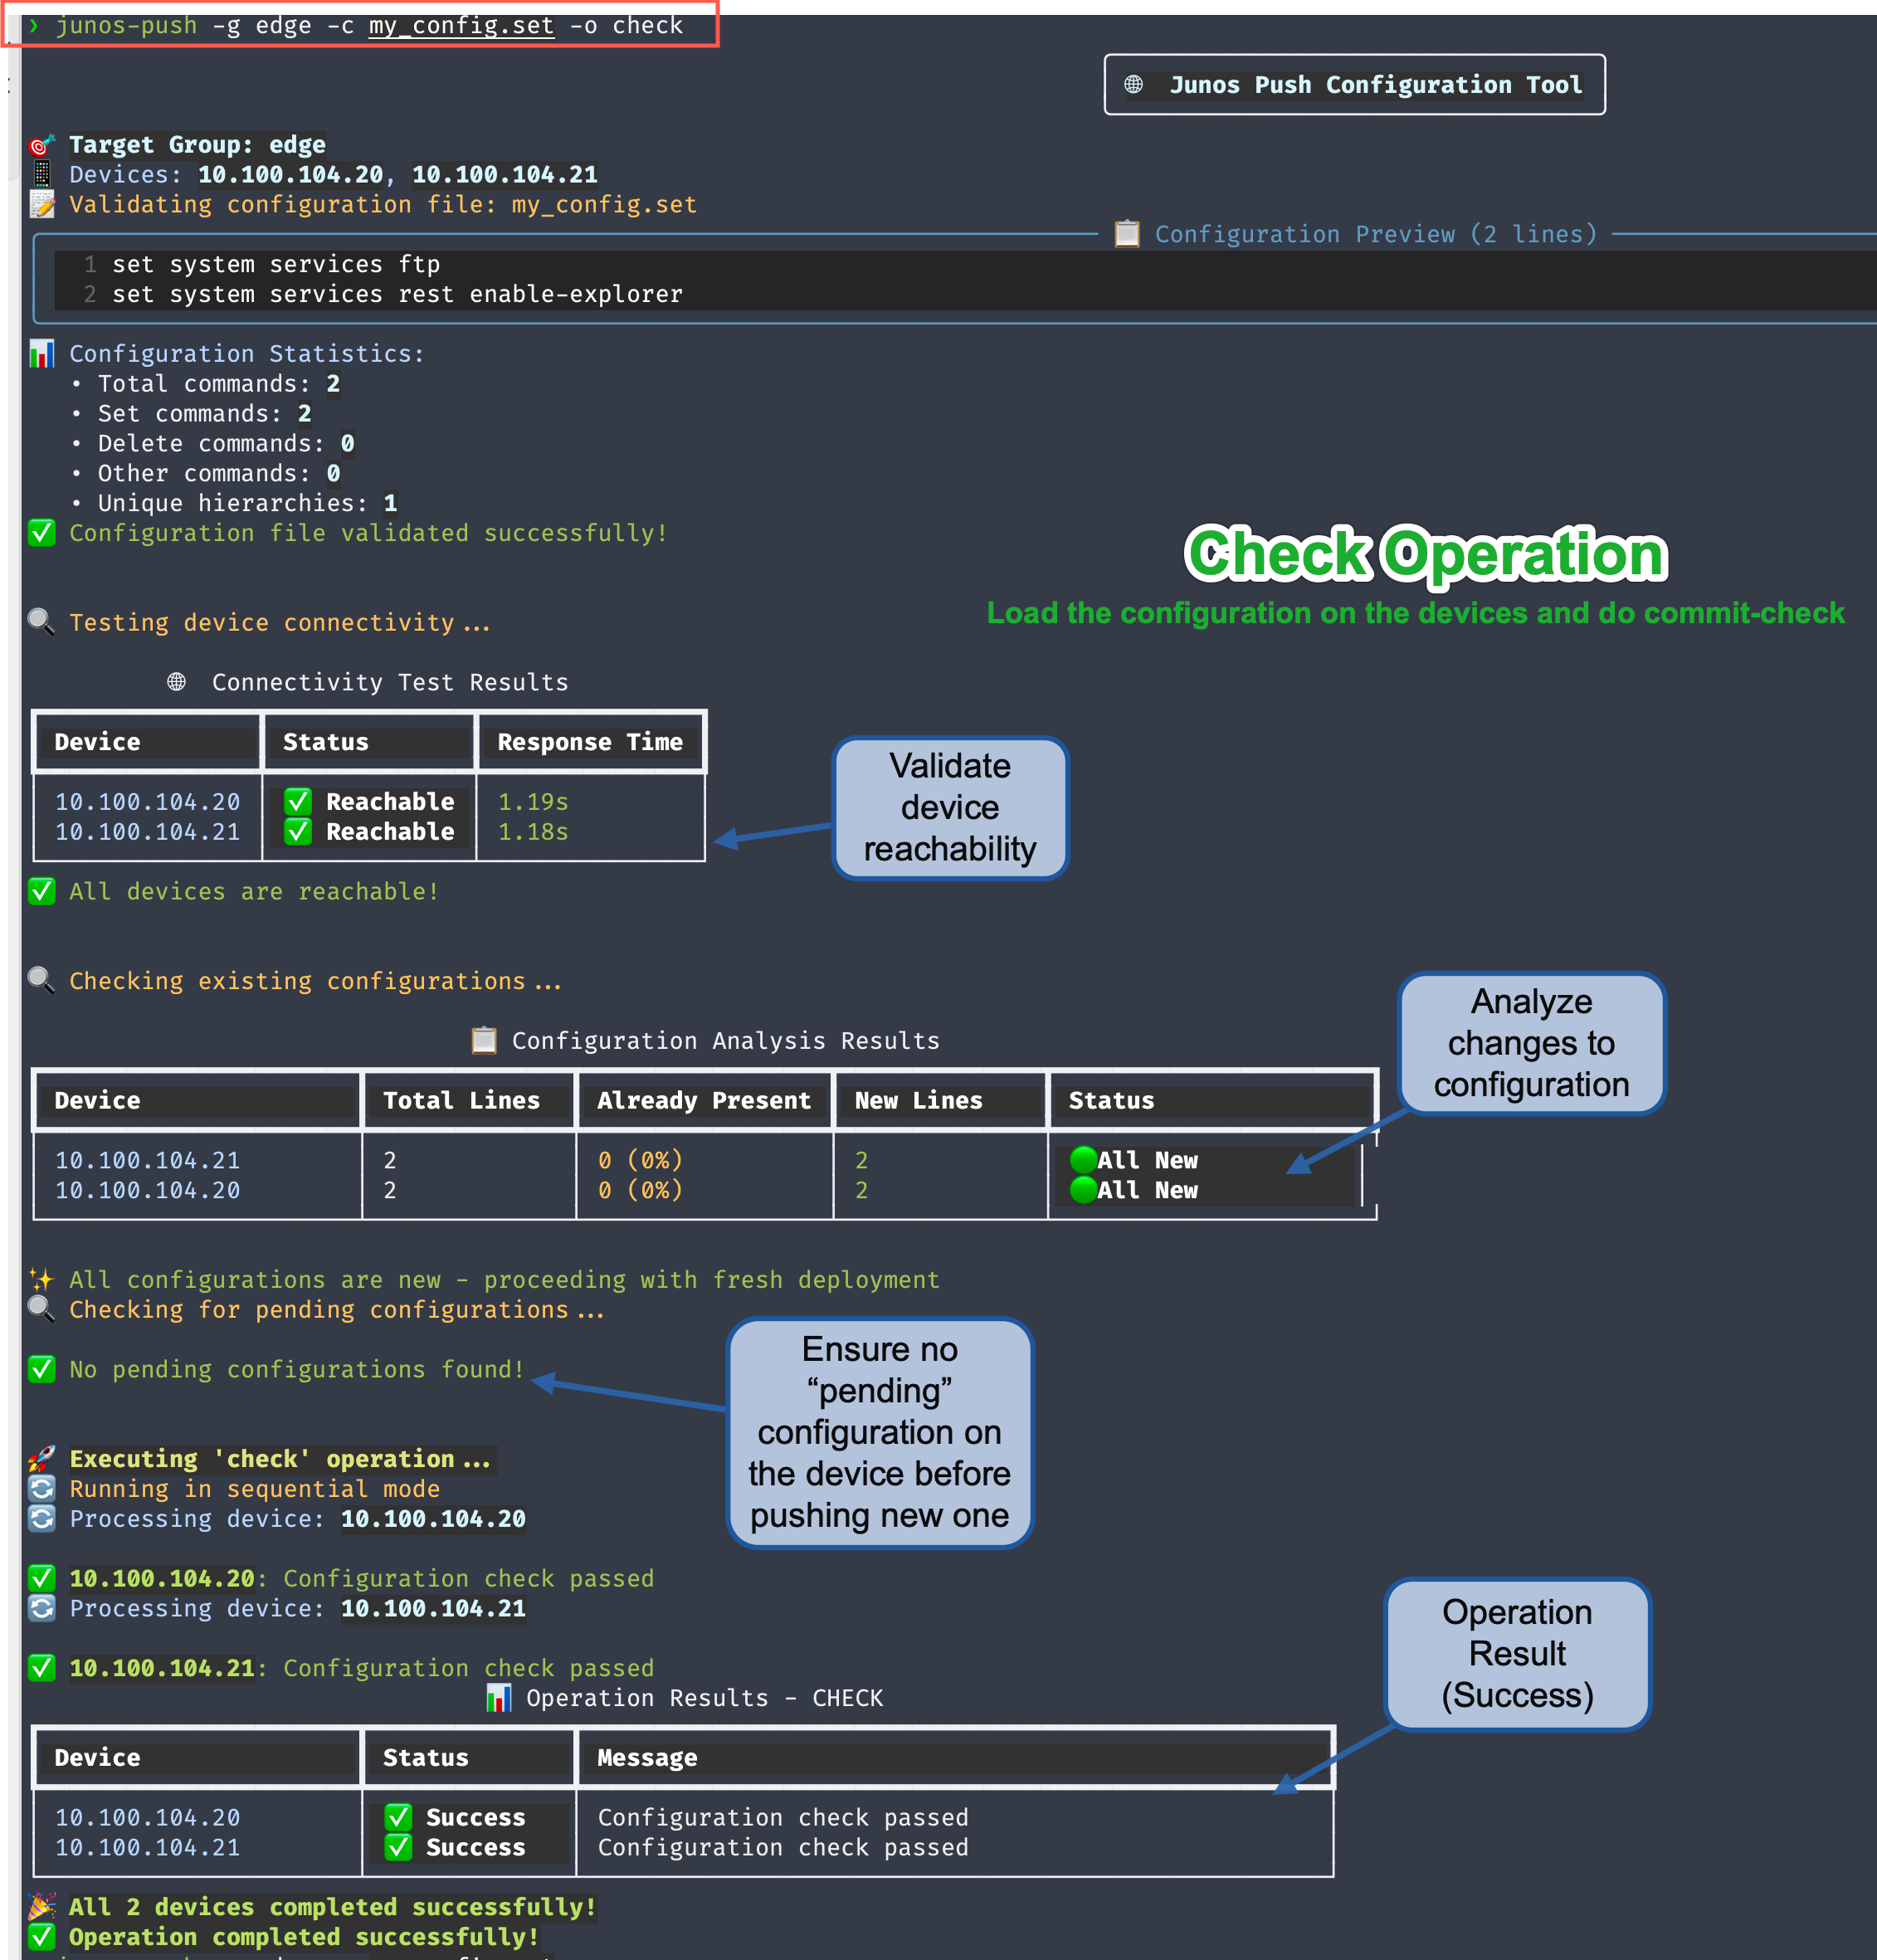 ❯ junos-push -g edge -c my_config.set -o check
🌐 Junos Push Configuration Tool
🎯 Target Group: edge
📱 Devices: 10.100.104.20, 10.100.104.21
📝 Validating configuration file: my_config.set
📋 Configuration Preview (2 lines)
1 set system services ftp
2 set system services rest enable-explorer
📊 Configuration Statistics:
• Total commands: 2
• Set commands: 2
• Delete commands: 0
• Other commands: 0
• Unique hierarchies: 1
✅ Configuration file validated successfully!
Check Operation
Load the configuration on the devices and do commit-check
🔍 Testing device connectivity...
🌐 Connectivity Test Results
Device Status Response Time
10.100.104.20 ✅ Reachable 1.19s
10.100.104.21 ✅ Reachable 1.18s
Validate
device
reachability
✅ All devices are reachable!
🔍 Checking existing configurations...
Analyze
changes to
configuration
📋 Configuration Analysis Results
Device Total Lines Already Present New Lines Status
10.100.104.21 2 0 (0%) 2 🟢All New
10.100.104.20 2 0 (0%) 2 🟢All New
✨ All configurations are new - proceeding with fresh deployment
🔍 Checking for pending configurations...
✅ No pending configurations found!
Ensure no
“pending”
configuration on
the device before
pushing new one
🚀 Executing 'check' operation...
🔄 Running in sequential mode
🔄 Processing device: 10.100.104.20
✅ 10.100.104.20: Configuration check passed
🔄 Processing device: 10.100.104.21
✅ 10.100.104.21: Configuration check passed
Operation
Result
(Success)
📊 Operation Results - CHECK
Device Status Message
10.100.104.20 ✅ Success Configuration check passed
10.100.104.21 ✅ Success Configuration check passed
🎉 All 2 devices completed successfully!
✅ Operation completed successfully!